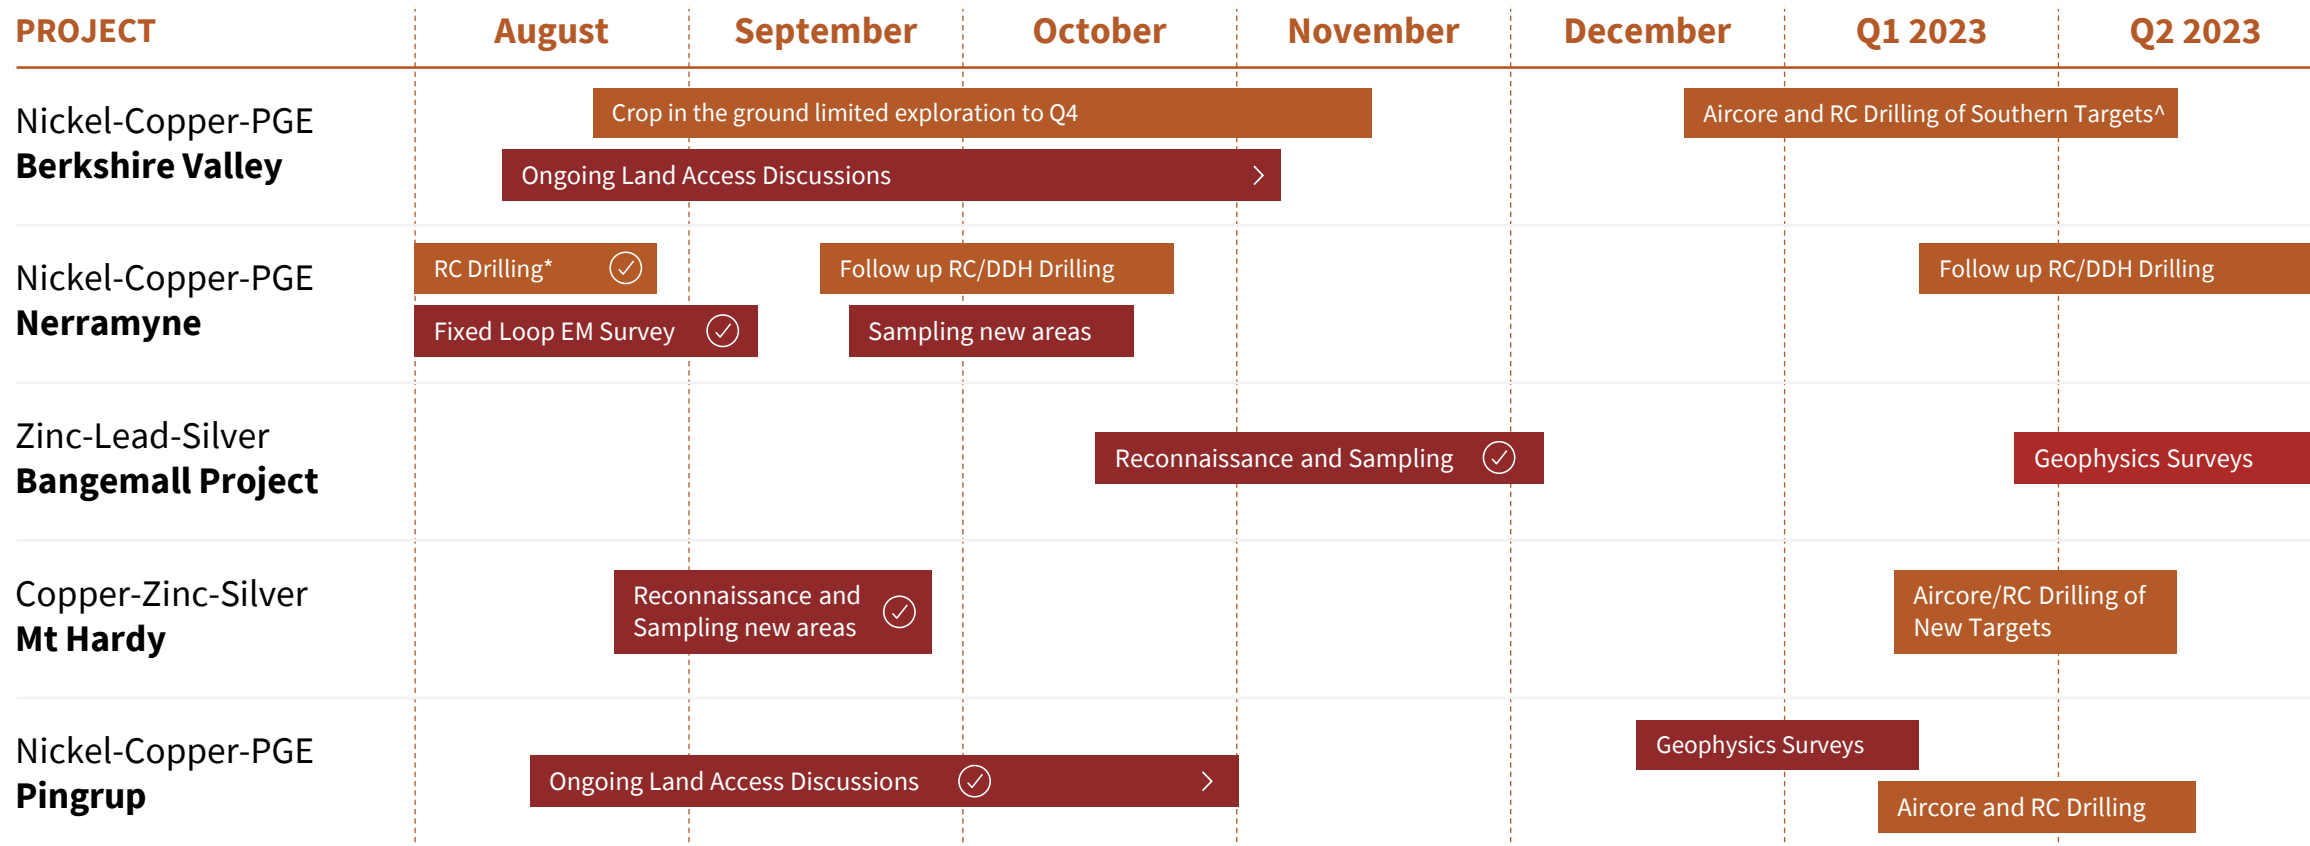 PROJECT August September October November December Q1 2023 Q2 2023
Nickel-Copper-PGE
Berkshire Valley
Crop in the ground limited exploration to Q4
Aircore and RC Drilling of Southern Targets^
Ongoing Land Access Discussions
Nickel-Copper-PGE
Nerramyne
RC Drilling*
Follow up RC/DDH Drilling
Follow up RC/DDH Drilling
Fixed Loop EM Survey
Sampling new areas
Zinc-Lead-Silver
Bangemall Project
Reconnaissance and Sampling
Geophysics Surveys
Copper-Zinc-Silver
Mt Hardy
Reconnaissance and
Sampling new areas
Aircore/RC Drilling of
New Targets
Nickel-Copper-PGE
Pingrup
Ongoing Land Access Discussions
Geophysics Surveys
Aircore and RC Drilling